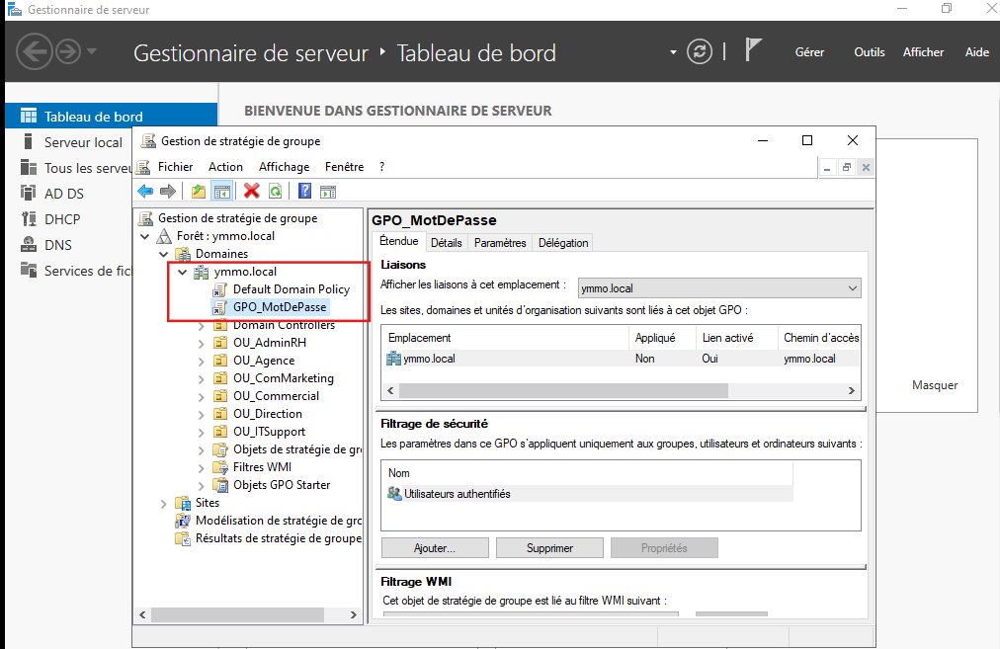 Gestionnaire de serveur
Gestionnaire de serveur ‣ Tableau de bord
Gérer Outils Afficher Aide
Tableau de bord
Serveur local
Tous les serveu
AD DS
DHCP
DNS
Services de fic
BIENVENUE DANS GESTIONNAIRE DE SERVEUR
Masquer
Gestion de stratégie de groupe
Fichier Action Affichage Fenêtre ?
Gestion de stratégie de groupe
Forêt : ymmo.local
Domaines
ymmo.local
Default Domain Policy
GPO_MotDePasse
Domain Controllers
OU_AdminRH
OU_Agence
OU_ComMarketing
OU_Commercial
OU_Direction
OU_ITSupport
Objets de stratégie de gr
Filtres WMI
Objets GPO Starter
Sites
Modélisation de stratégie de grc
Résultats de stratégie de groupe
GPO_MotDePasse
Étendue Détails Paramètres Délégation
Liaisons
Afficher les liaisons à cet emplacement : ymmo.local
Les sites, domaines et unités d'organisation suivants sont liés à cet objet GPO :
Emplacement Appliqué Lien activé Chemin d'accès
ymmo.local Non Oui ymmo.local
Filtrage de sécurité
Les paramètres dans ce GPO s'appliquent uniquement aux groupes, utilisateurs et ordinateurs suivants :
Nom
Utilisateurs authentifiés
Ajouter... Supprimer Propriétés
Filtrage WMI
Cet objet de stratégie de groupe est lié au filtre WMI suivant :